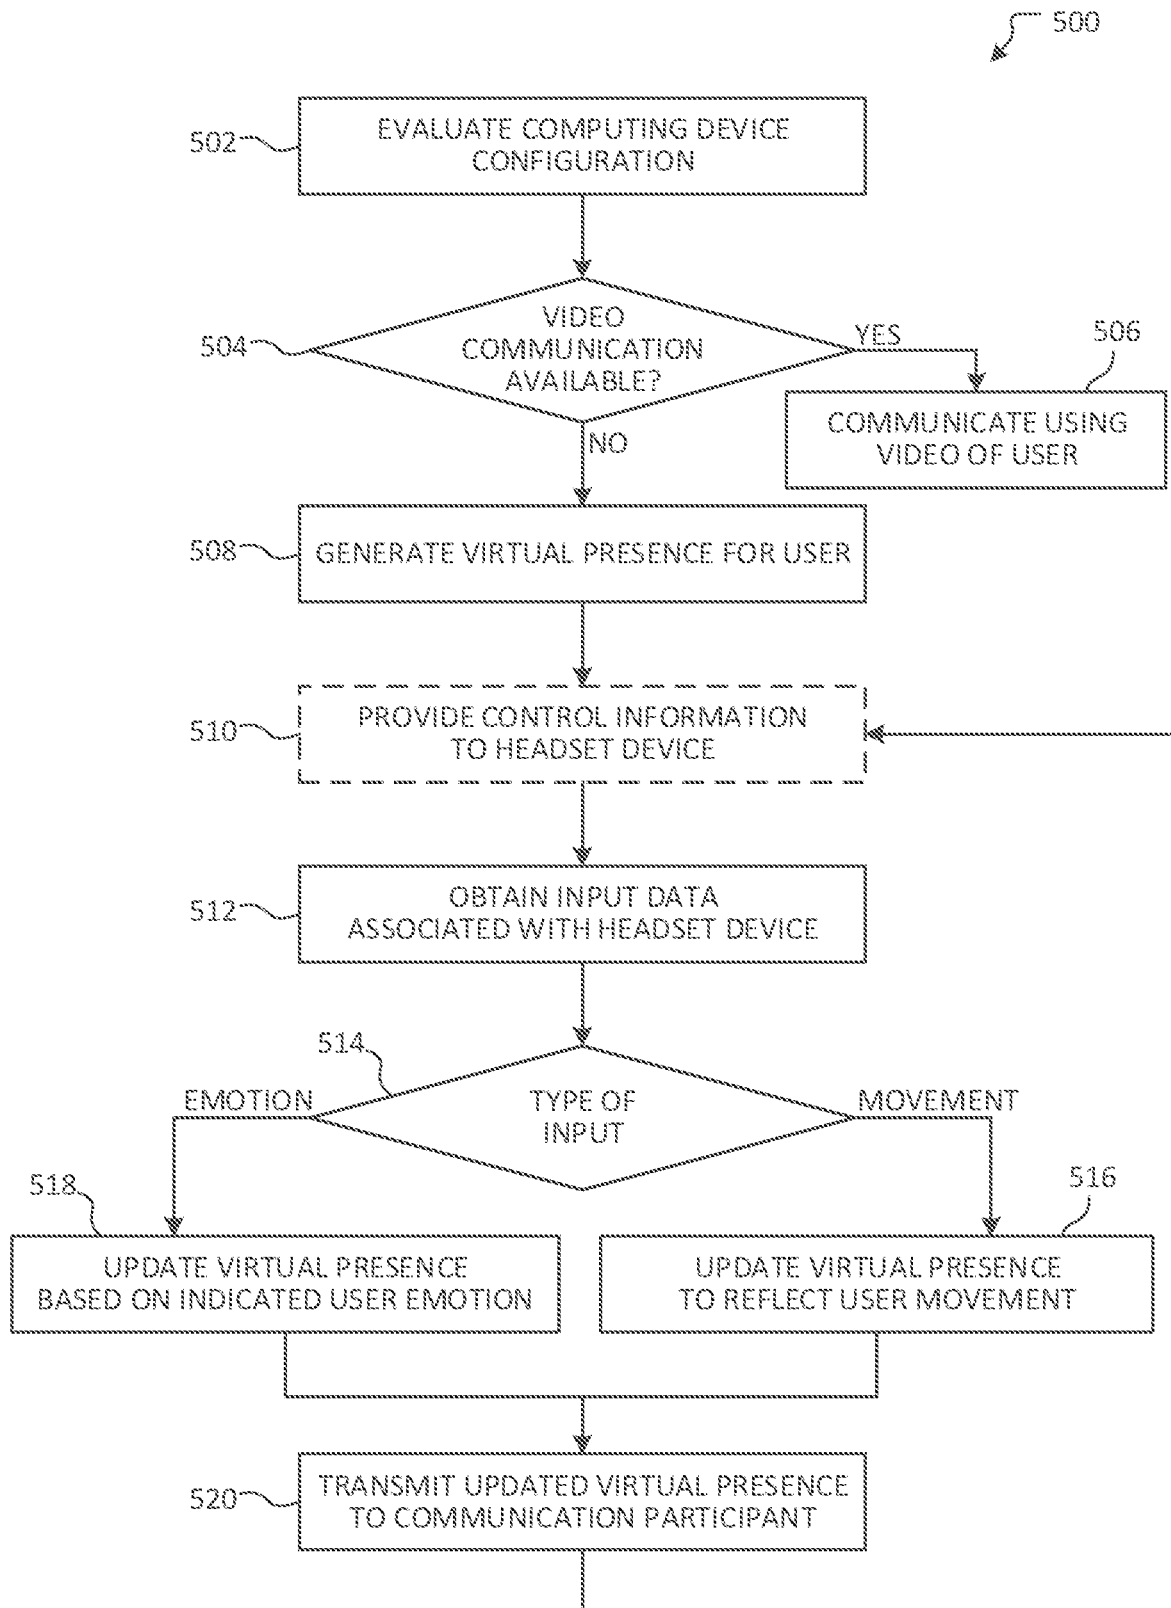 500
502
EVALUATE COMPUTING DEVICE
CONFIGURATION
504
VIDEO
COMMUNICATION
AVAILABLE?
YES
506
COMMUNICATE USING
VIDEO OF USER
NO
508
GENERATE VIRTUAL PRESENCE FOR USER
510
PROVIDE CONTROL INFORMATION
TO HEADSET DEVICE
512
OBTAIN INPUT DATA
ASSOCIATED WITH HEADSET DEVICE
514
EMOTION
TYPE OF
INPUT
MOVEMENT
518
UPDATE VIRTUAL PRESENCE
BASED ON INDICATED USER EMOTION
516
UPDATE VIRTUAL PRESENCE
TO REFLECT USER MOVEMENT
520
TRANSMIT UPDATED VIRTUAL PRESENCE
TO COMMUNICATION PARTICIPANT